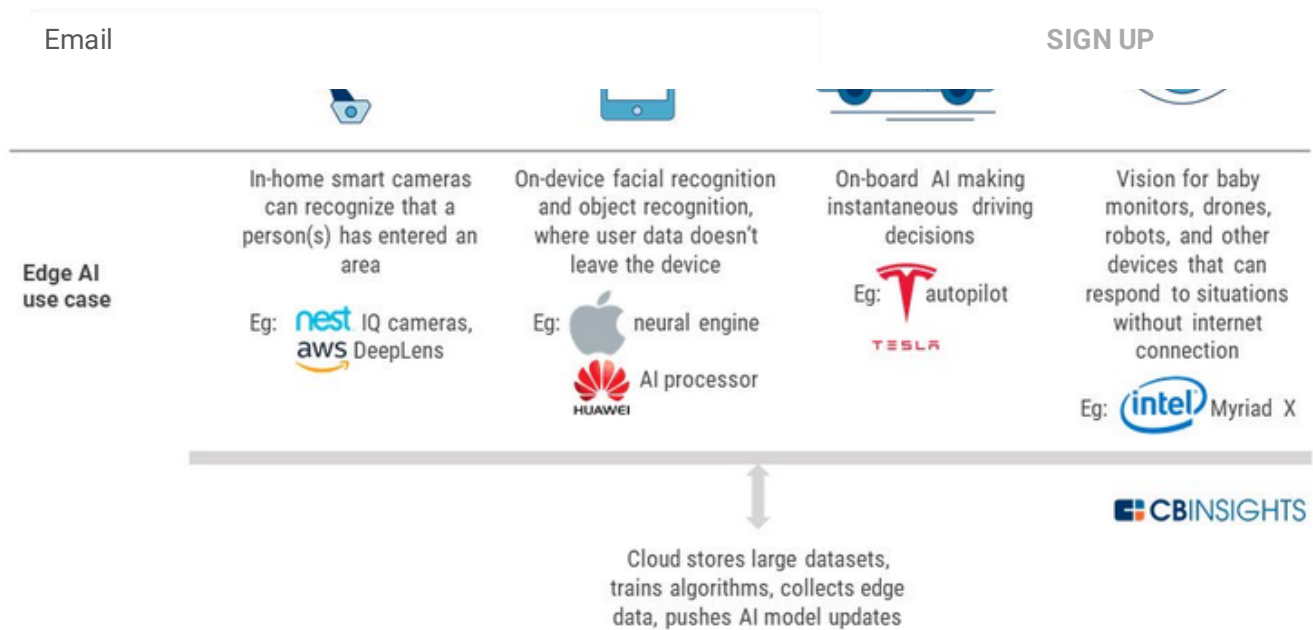 Email
SIGN UP
Edge AI
use case
In-home smart cameras
can recognize that a
person(s) has entered an
area
Eg: nest IQ cameras,
aws DeepLens
On-device facial recognition
and object recognition,
where user data doesn't
leave the device
Eg: neural engine
HUAWEI AI processor
On-board AI making
instantaneous driving
decisions
Eg: autopilot
TESLA
Vision for baby
monitors, drones,
robots, and other
devices that can
respond to situations
without internet
connection
Eg: intel Myriad X
CBINSIGHTS
Cloud stores large datasets,
trains algorithms, collects edge
data, pushes AI model updates